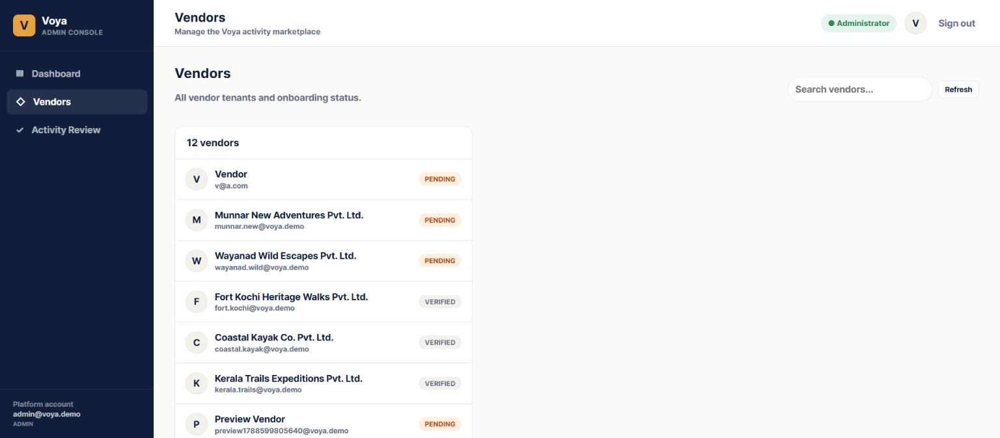 V
Voya
ADMIN CONSOLE
Dashboard
Vendors
Activity Review
Platform account
admin@voya.demo
ADMIN
Vendors
Manage the Voya activity marketplace
Administrator
V
Sign out
Vendors
All vendor tenants and onboarding status.
Search vendors...
Refresh
12 vendors
V
Vendor
v@a.com
PENDING
M
Munnar New Adventures Pvt. Ltd.
munnar.new@voya.demo
PENDING
W
Wayanad Wild Escapes Pvt. Ltd.
wayanad.wild@voya.demo
PENDING
F
Fort Kochi Heritage Walks Pvt. Ltd.
fort.kochi@voya.demo
VERIFIED
C
Coastal Kayak Co. Pvt. Ltd.
coastal.kayak@voya.demo
VERIFIED
K
Kerala Trails Expeditions Pvt. Ltd.
kerala.trails@voya.demo
VERIFIED
P
Preview Vendor
preview1788599805640@voya.demo
PENDING